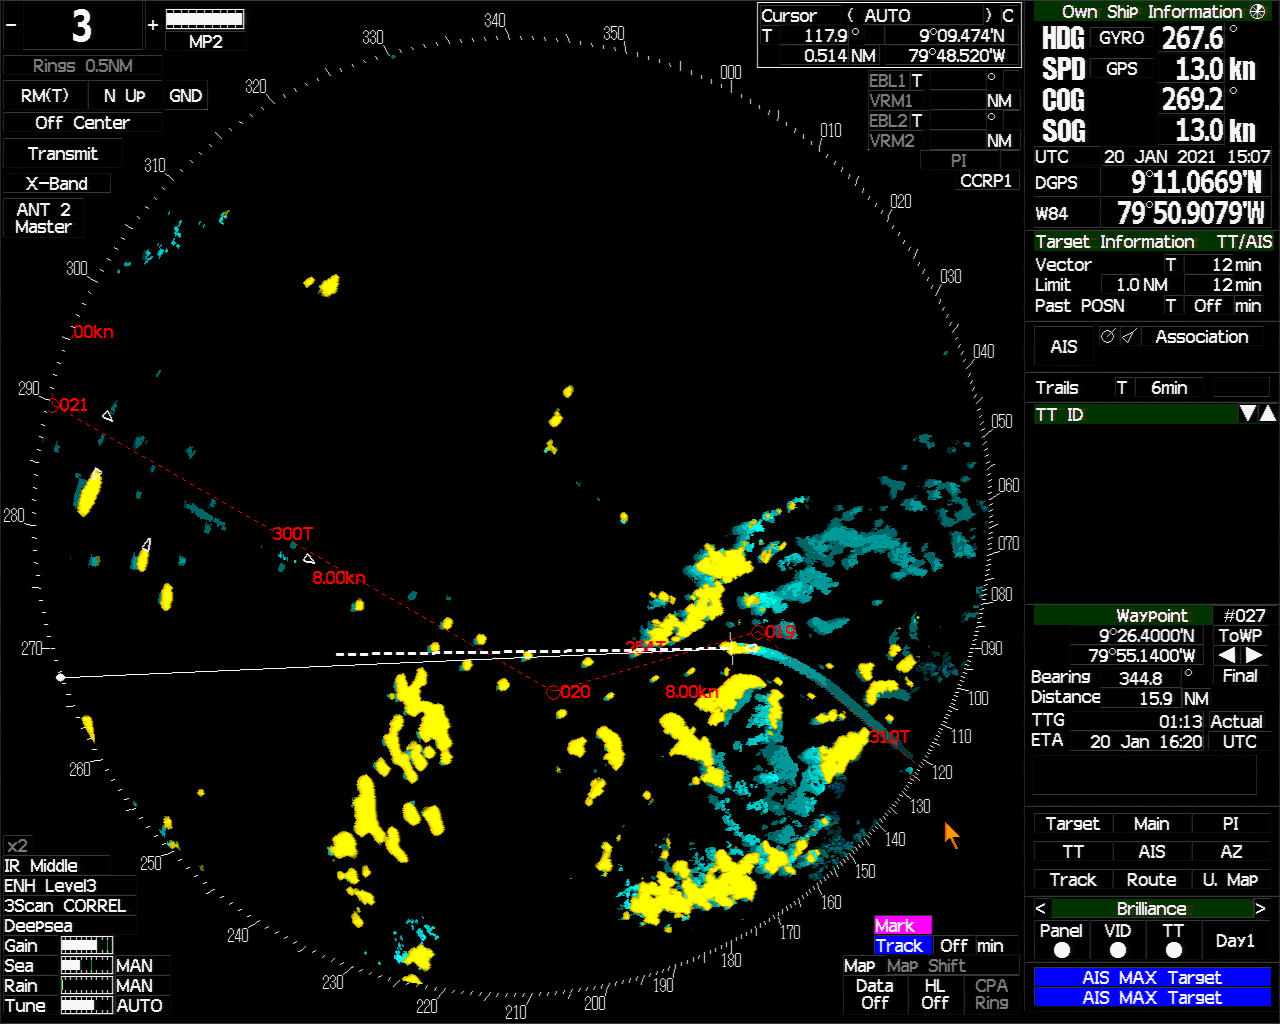 − 3 + MP2
Rings 0.5NM
RM(T) N Up GND
Off Center
Transmit
X-Band
ANT 2
Master
Cursor ( AUTO ) C
T 117.9° 9°09.474'N
0.514 NM 79°48.520'W
EBL1 T °
VRM1 NM
EBL2 T °
VRM2 NM
PI
CCRP1
340
350
330
000
320
010
310
020
300
030
00kn
040
290
021
050
280
060
300T
070
8.00kn
080
270
251T
019
090
020
8.00kn
100
310T
110
260
120
130
140
250
150
160
240
170
180
230
190
220
200
210
x2
IR Middle
ENH Level3
3Scan CORREL
Deepsea
Gain
Sea MAN
Rain MAN
Tune AUTO
Mark
Track Off min
Map Map Shift
Data Off HL Off CPA Ring
Own Ship Information
HDG GYRO 267.6°
SPD GPS 13.0 kn
COG 269.2°
SOG 13.0 kn
UTC 20 JAN 2021 15:07
DGPS 9°11.0669'N
W84 79°50.9079'W
Target Information TT/AIS
Vector T 12 min
Limit 1.0 NM 12 min
Past POSN T Off min
AIS Association
Trails T 6min
TT ID ▼ ▲
Waypoint #027
9°26.4000'N ToWP
79°55.1400'W ◀ ▶
Bearing 344.8° Final
Distance 15.9 NM
TTG 01:13 Actual
ETA 20 Jan 16:20 UTC
Target Main PI
TT AIS AZ
Track Route U. Map
< Brilliance >
Panel VID TT Day1
AIS MAX Target
AIS MAX Target